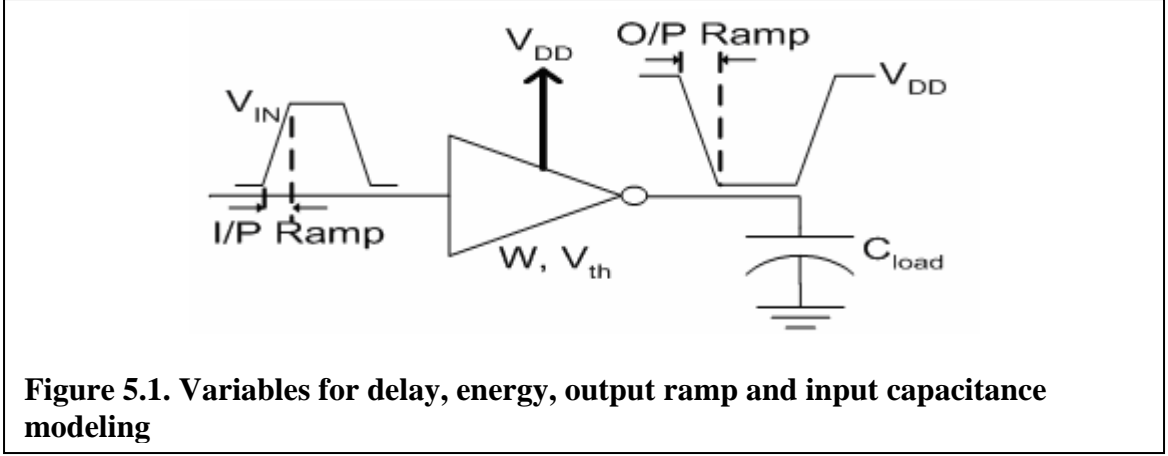 V_DD
O/P Ramp
V_IN
V_DD
I/P Ramp
W, V_th
C_load
Figure 5.1. Variables for delay, energy, output ramp and input capacitance
modeling